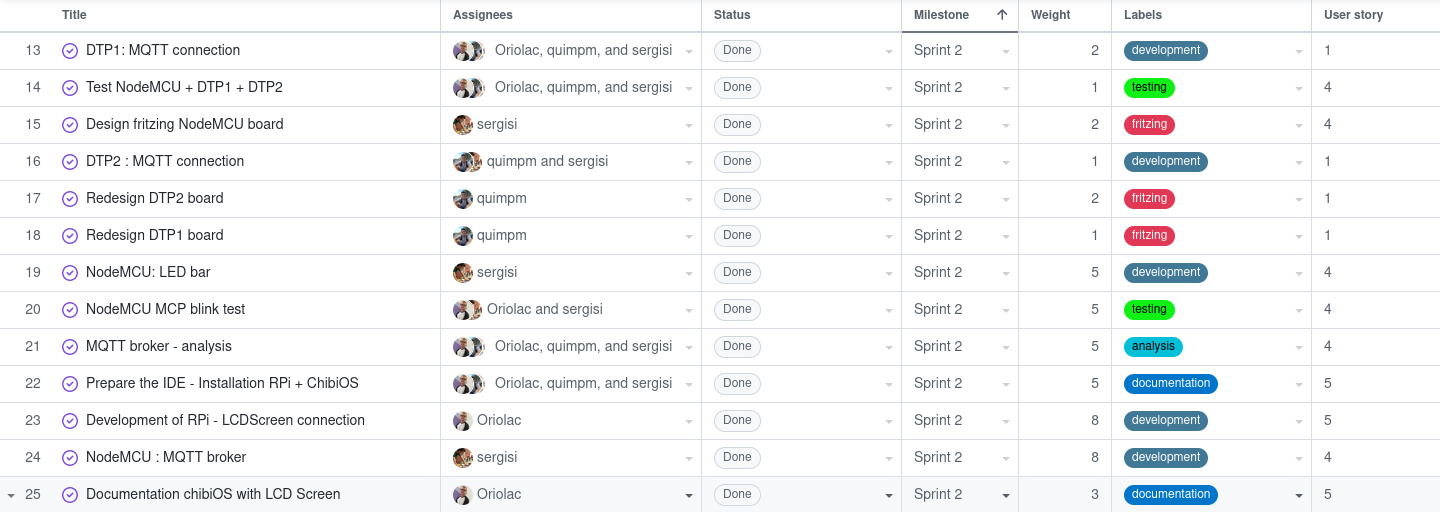 Title Assignees Status Milestone Weight Labels User story
13 DTP1: MQTT connection Oriolac, quimpm, and sergisi Done Sprint 2 2 development 1
14 Test NodeMCU + DTP1 + DTP2 Oriolac, quimpm, and sergisi Done Sprint 2 1 testing 4
15 Design fritzing NodeMCU board sergisi Done Sprint 2 2 fritzing 4
16 DTP2 : MQTT connection quimpm and sergisi Done Sprint 2 1 development 1
17 Redesign DTP2 board quimpm Done Sprint 2 2 fritzing 1
18 Redesign DTP1 board quimpm Done Sprint 2 1 fritzing 1
19 NodeMCU: LED bar sergisi Done Sprint 2 5 development 4
20 NodeMCU MCP blink test Oriolac and sergisi Done Sprint 2 5 testing 4
21 MQTT broker - analysis Oriolac, quimpm, and sergisi Done Sprint 2 5 analysis 4
22 Prepare the IDE - Installation RPi + ChibiOS Oriolac, quimpm, and sergisi Done Sprint 2 5 documentation 5
23 Development of RPi - LCDScreen connection Oriolac Done Sprint 2 8 development 5
24 NodeMCU : MQTT broker sergisi Done Sprint 2 8 development 4
25 Documentation chibiOS with LCD Screen Oriolac Done Sprint 2 3 documentation 5